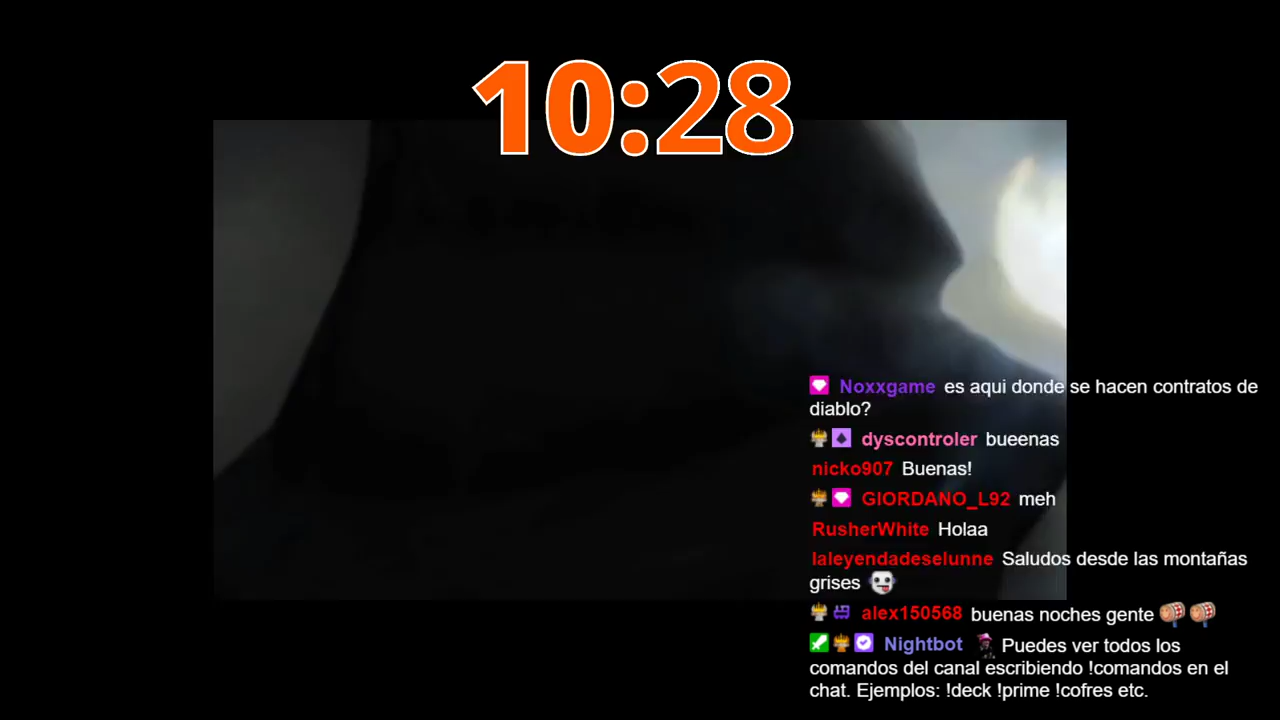 10:28
Noxxgame es aqui donde se hacen contratos de
diablo?
dyscontroler bueenas
nicko907 Buenas!
GIORDANO_L92 meh
RusherWhite Holaa
laleyendadeselunne Saludos desde las montañas
grises
alex150568 buenas noches gente
Nightbot Puedes ver todos los
comandos del canal escribiendo !comandos en el
chat. Ejemplos: !deck !prime !cofres etc.